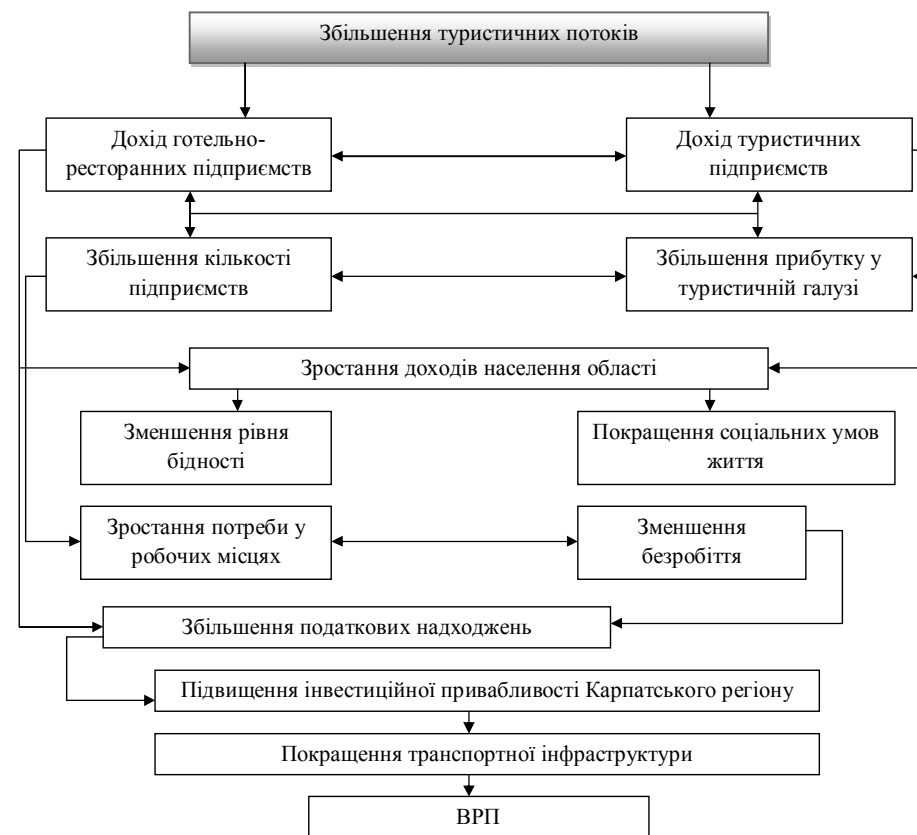 Збільшення туристичних потоків
Дохід готельно-
ресторанних підприємств
Дохід туристичних
підприємств
Збільшення кількості
підприємств
Збільшення прибутку у
туристичній галузі
Зростання доходів населення області
Зменшення рівня
бідності
Покращення соціальних умов
життя
Зростання потреби у
робочих місцях
Зменшення
безробіття
Збільшення податкових надходжень
Підвищення інвестиційної привабливості Карпатського регіону
Покращення транспортної інфраструктури
ВРП